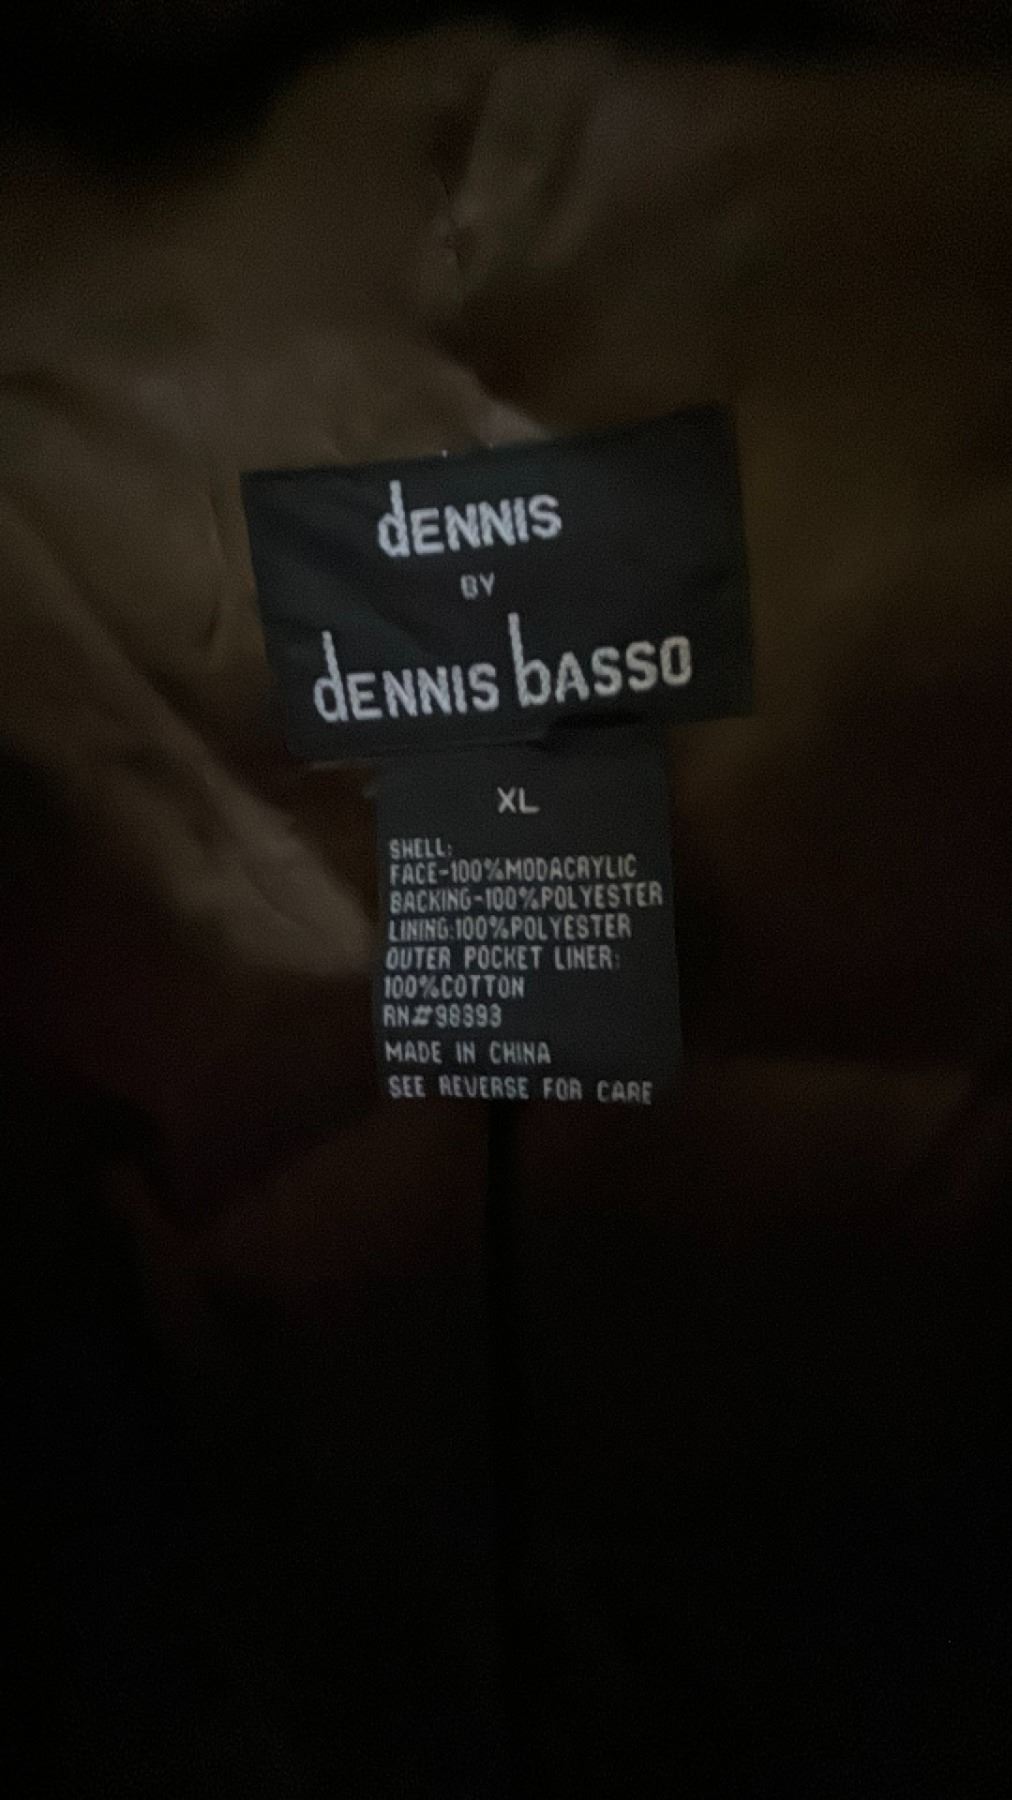 dENNIS
BY
dENNIS bASSO
XL
SHELL:
FACE-100%MODACRYLIC
BACKING-100%POLYESTER
LINING:100%POLYESTER
OUTER POCKET LINER:
100%COTTON
RN#98393
MADE IN CHINA
SEE REVERSE FOR CARE